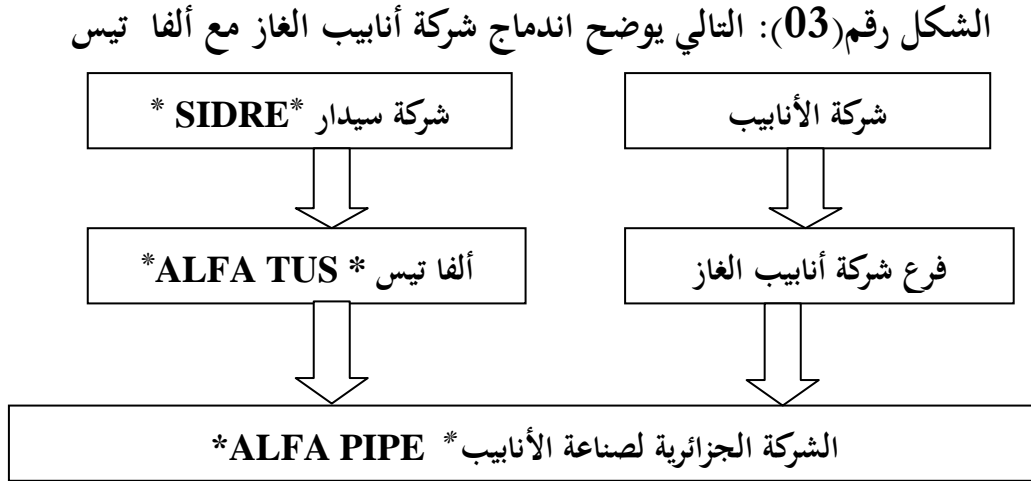 الشكل رقم(03): التالي يوضح اندماج شركة أنابيب الغاز مع ألفا تيس
شركة الأنابيب
شركة سيدار *SIDRE *
فرع شركة أنابيب الغاز
ألفا تيس * ALFA TUS*
الشركة الجزائرية لصناعة الأنابيب* ALFA PIPE*